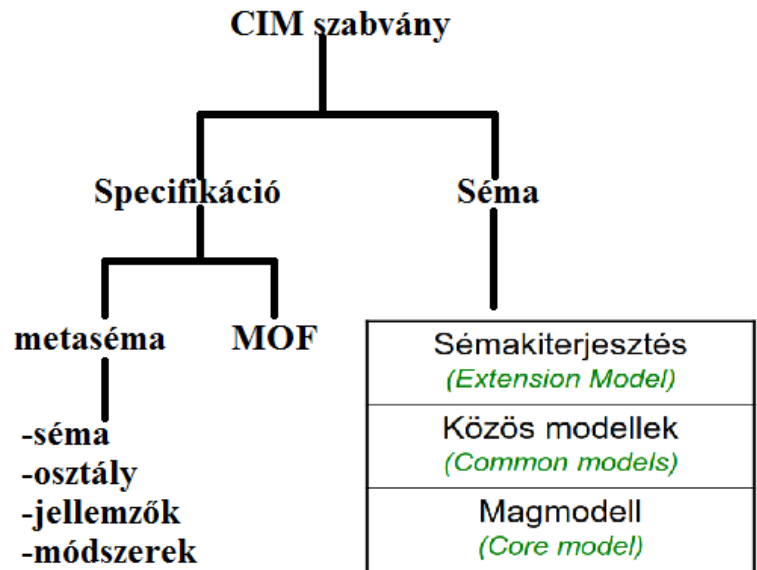 CIM szabvány
Specifikáció
Séma
metaséma
MOF
-séma
-osztály
-jellemzők
-módszerek
Sémakiterjesztés
(Extension Model)
Közös modellek
(Common models)
Magmodell
(Core model)